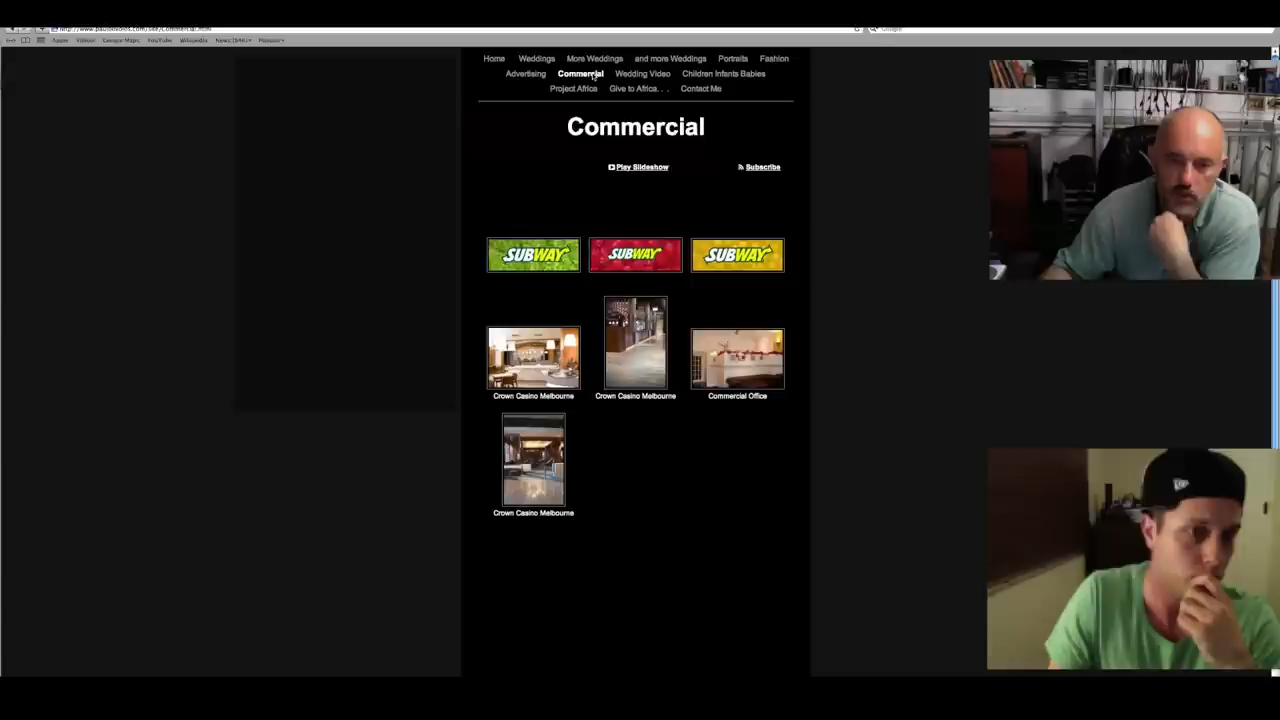 Home Weddings More Weddings and more Weddings Portraits Fashion
Advertising Commercial Wedding Video Children Infants Babies
Project Africa Give to Africa. . . Contact Me
Commercial
Play Slideshow Subscribe
SUBWAY SUBWAY SUBWAY
Crown Casino Melbourne Crown Casino Melbourne Commercial Office
Crown Casino Melbourne